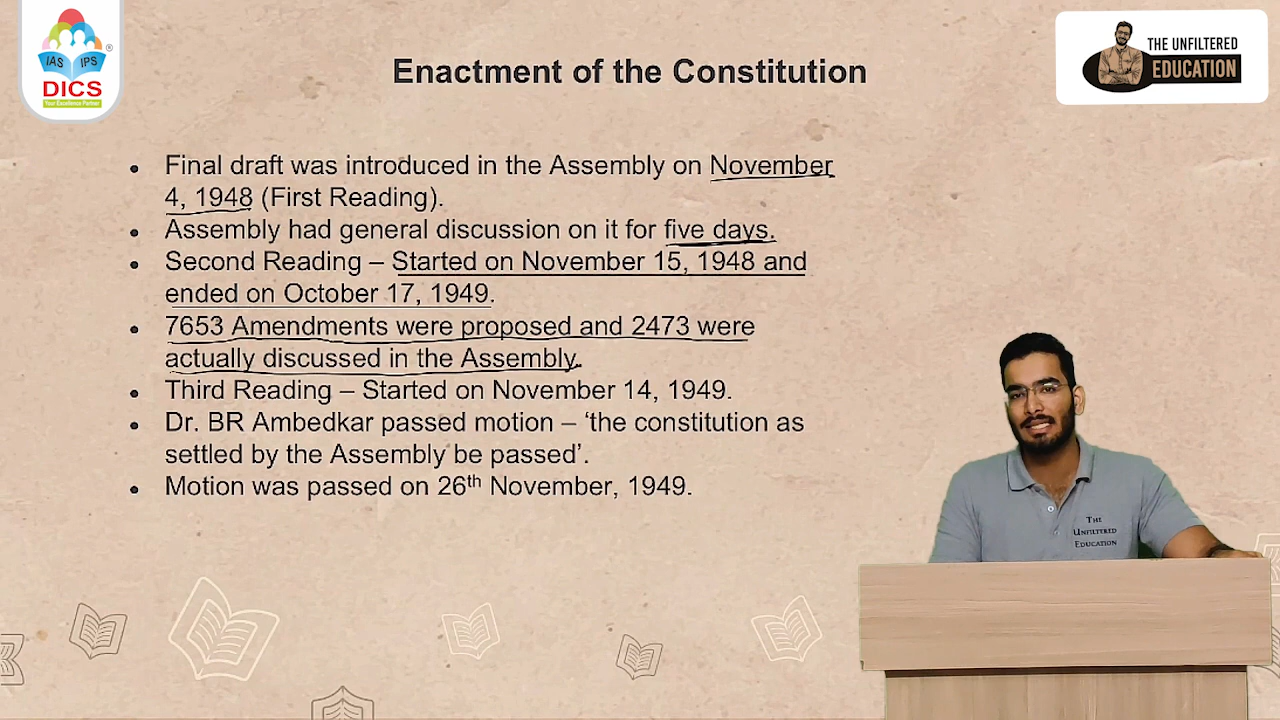 IAS IPS
®
DICS
Your Excellence Partner
Enactment of the Constitution
THE UNFILTERED
EDUCATION
• Final draft was introduced in the Assembly on November
4, 1948 (First Reading).
• Assembly had general discussion on it for five days.
• Second Reading – Started on November 15, 1948 and
ended on October 17, 1949.
• 7653 Amendments were proposed and 2473 were
actually discussed in the Assembly.
• Third Reading – Started on November 14, 1949.
• Dr. BR Ambedkar passed motion – ‘the constitution as
settled by the Assembly be passed’.
• Motion was passed on 26th November, 1949.
THE
UNFILTERED
EDUCATION